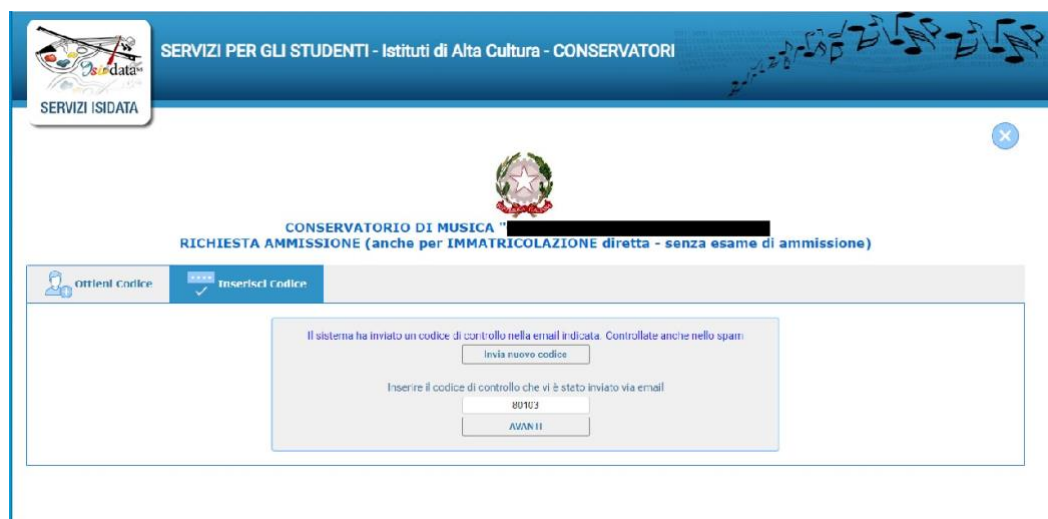 SERVIZI PER GLI STUDENTI - Istituti di Alta Cultura - CONSERVATORI
Isidata
SERVIZI ISIDATA
CONSERVATORIO DI MUSICA "
RICHIESTA AMMISSIONE (anche per IMMATRICOLAZIONE diretta - senza esame di ammissione)
Ottieni Codice
Inserisci Codice
Il sistema ha inviato un codice di controllo nella email indicata. Controllate anche nello spam
Invia nuovo codice
Inserire il codice di controllo che vi è stato inviato via email
80103
AVANTI